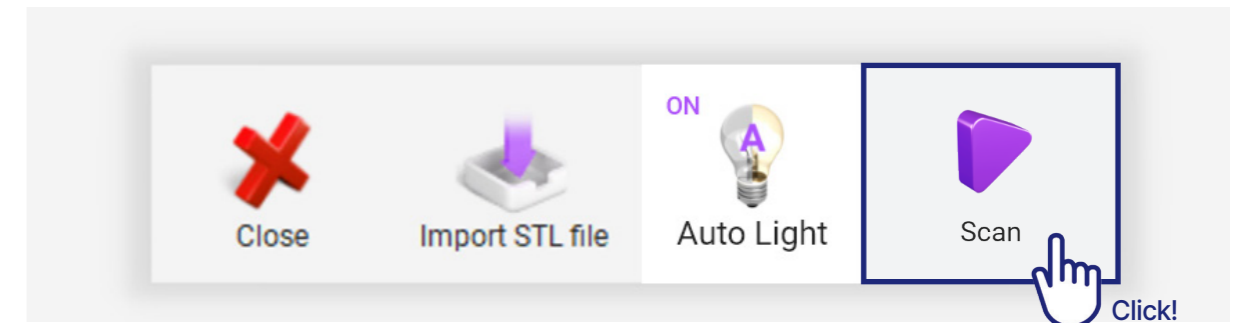 ON
A
Close
Import STL file
Auto Light
Scan
Click!